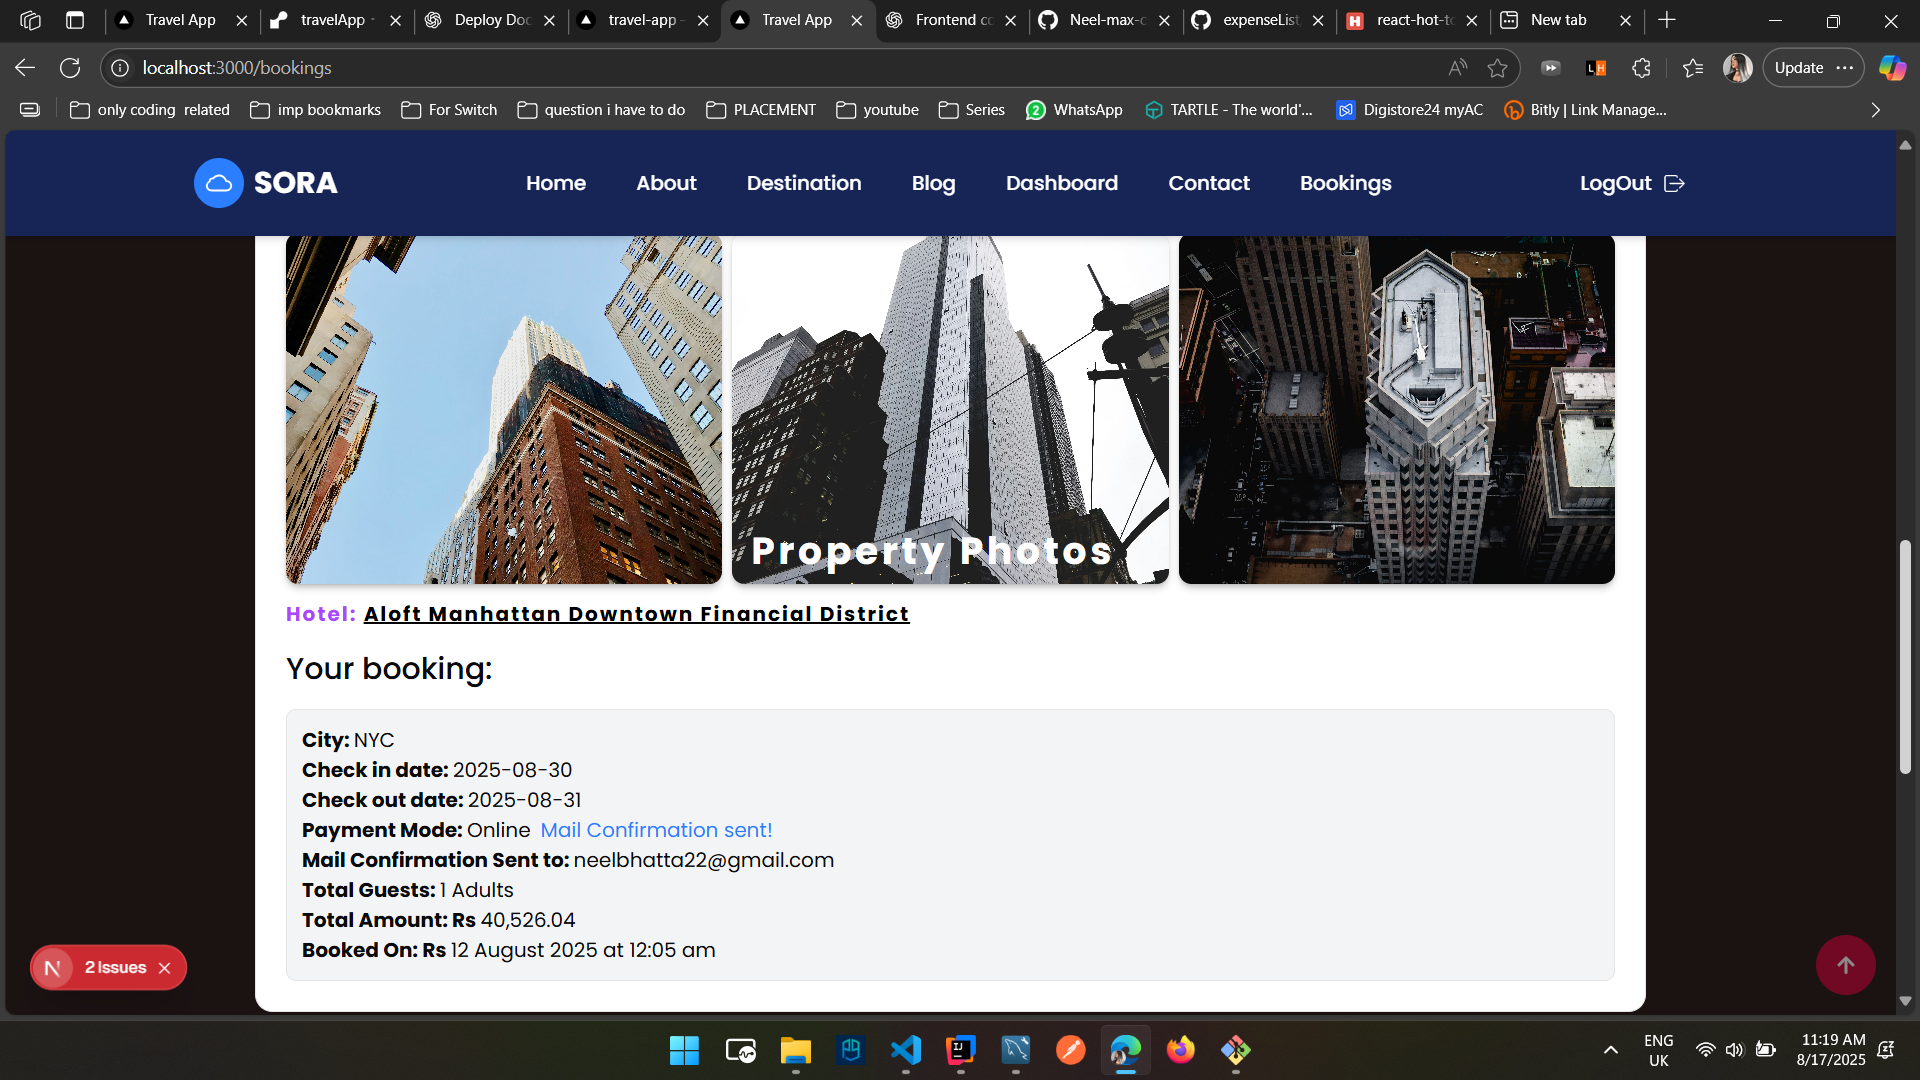 Travel App
travelApp
Deploy Doc
travel-app
Travel App
Frontend co
Neel-max-c
expenseList
react-hot-to
New tab
localhost:3000/bookings
Update
only coding related
imp bookmarks
For Switch
question i have to do
PLACEMENT
youtube
Series
WhatsApp
TARTLE - The world'...
Digistore24 myAC
Bitly | Link Manage...
SORA
Home
About
Destination
Blog
Dashboard
Contact
Bookings
LogOut
Property Photos
Hotel: Aloft Manhattan Downtown Financial District
Your booking:
City: NYC
Check in date: 2025-08-30
Check out date: 2025-08-31
Payment Mode: Online Mail Confirmation sent!
Mail Confirmation Sent to: neelbhatta22@gmail.com
Total Guests: 1 Adults
Total Amount: Rs 40,526.04
Booked On: Rs 12 August 2025 at 12:05 am
N 2 Issues
ENG
UK
11:19 AM
8/17/2025